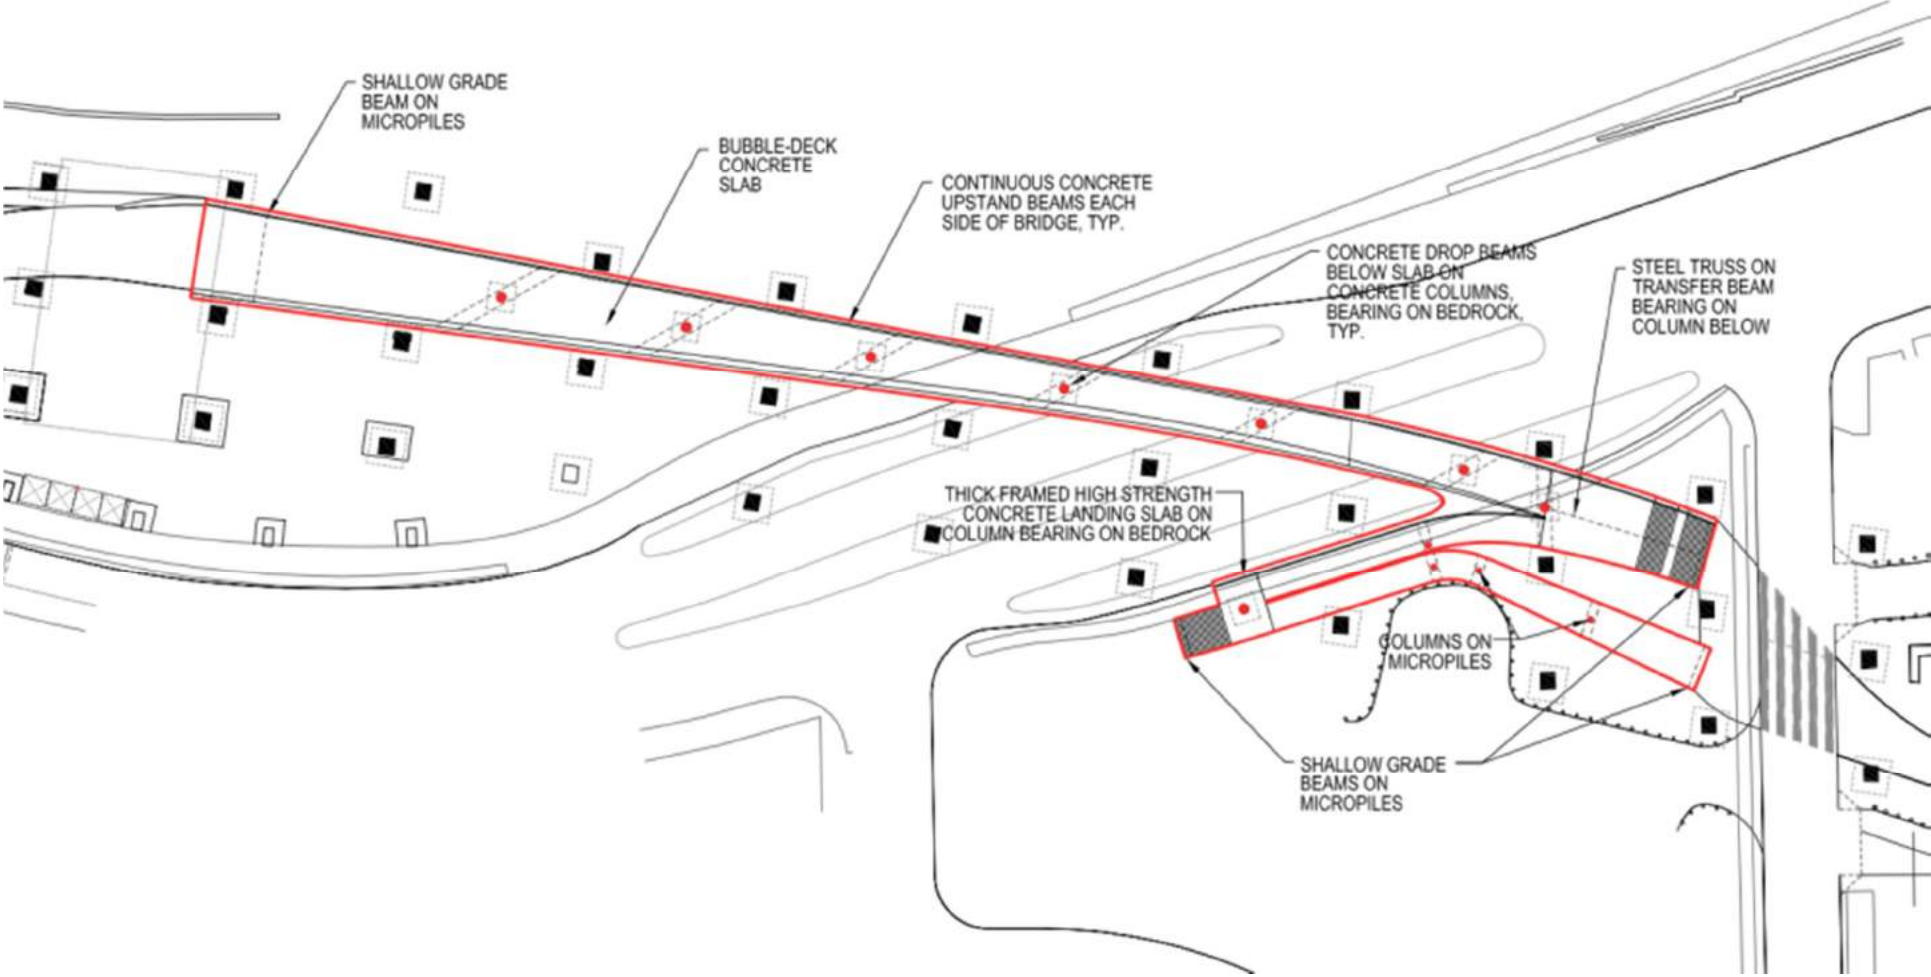 SHALLOW GRADE
BEAM ON
MICROPILES
BUBBLE-DECK
CONCRETE
SLAB
CONTINUOUS CONCRETE
UPSTAND BEAMS EACH
SIDE OF BRIDGE, TYP.
CONCRETE DROP BEAMS
BELOW SLAB ON
CONCRETE COLUMNS,
BEARING ON BEDROCK,
TYP.
STEEL TRUSS ON
TRANSFER BEAM
BEARING ON
COLUMN BELOW
THICK FRAMED HIGH STRENGTH
CONCRETE LANDING SLAB ON
COLUMN BEARING ON BEDROCK
COLUMNS ON
MICROPILES
SHALLOW GRADE
BEAMS ON
MICROPILES